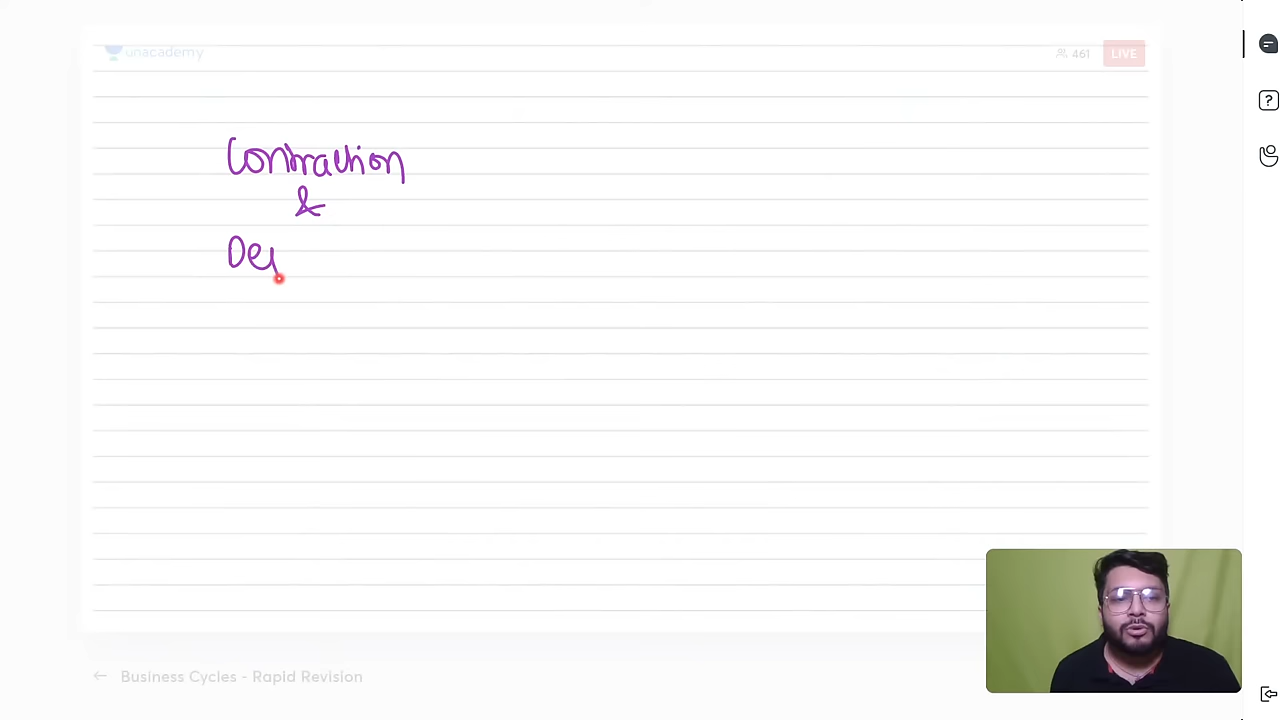 unacademy
461
LIVE
Contraction
&
De
Business Cycles - Rapid Revision